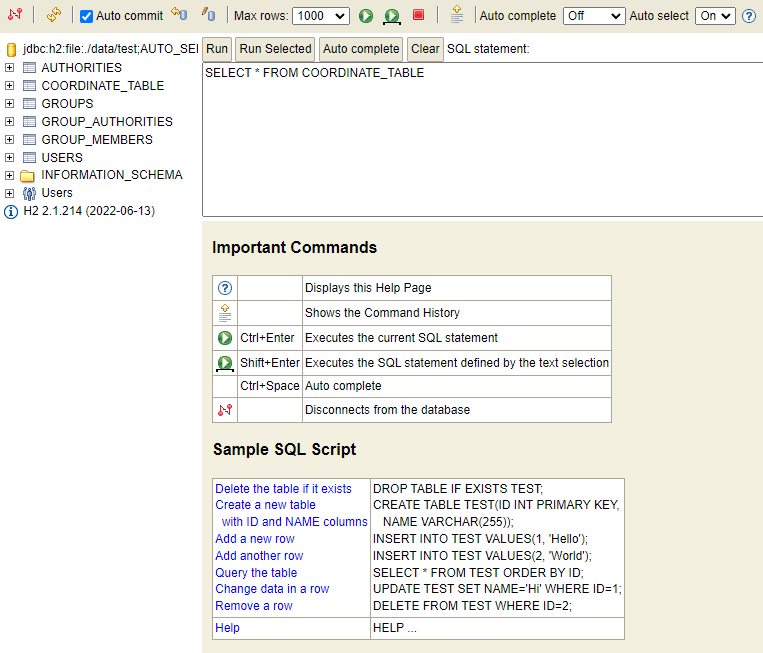 Auto commit Max rows: 1000 Auto complete Off Auto select On ?
jdbc:h2:file:./data/test;AUTO_SEI Run Run Selected Auto complete Clear SQL statement:
AUTHORITIES
COORDINATE_TABLE
GROUPS
GROUP_AUTHORITIES
GROUP_MEMBERS
USERS
INFORMATION_SCHEMA
Users
H2 2.1.214 (2022-06-13)
SELECT * FROM COORDINATE_TABLE
Important Commands
? Displays this Help Page
Shows the Command History
Ctrl+Enter Executes the current SQL statement
Shift+Enter Executes the SQL statement defined by the text selection
Ctrl+Space Auto complete
Disconnects from the database
Sample SQL Script
Delete the table if it exists DROP TABLE IF EXISTS TEST;
Create a new table CREATE TABLE TEST(ID INT PRIMARY KEY,
with ID and NAME columns NAME VARCHAR(255));
Add a new row INSERT INTO TEST VALUES(1, 'Hello');
Add another row INSERT INTO TEST VALUES(2, 'World');
Query the table SELECT * FROM TEST ORDER BY ID;
Change data in a row UPDATE TEST SET NAME='Hi' WHERE ID=1;
Remove a row DELETE FROM TEST WHERE ID=2;
Help HELP ...